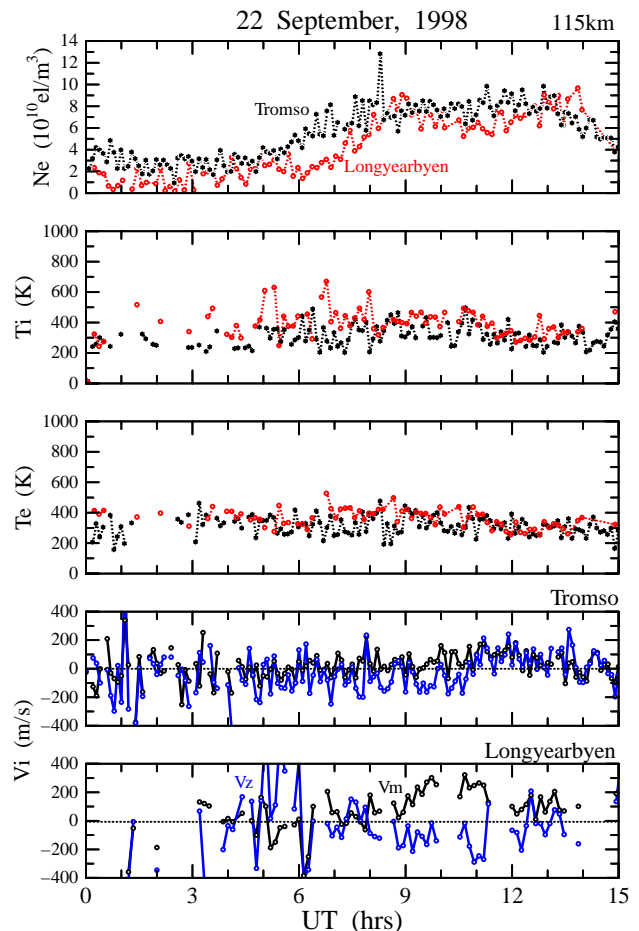 22 September, 1998 115km
14
12
10
8
6
4
2
0
Ne (10^10 el/m^3)
Tromso
Longyearbyen
1000
800
600
400
200
0
Ti (K)
1000
800
600
400
200
0
Te (K)
Tromso
400
200
0
−200
−400
Vi (m/s)
Longyearbyen
Vz Vm
400
200
0
−200
−400
0 3 6 9 12 15
UT (hrs)